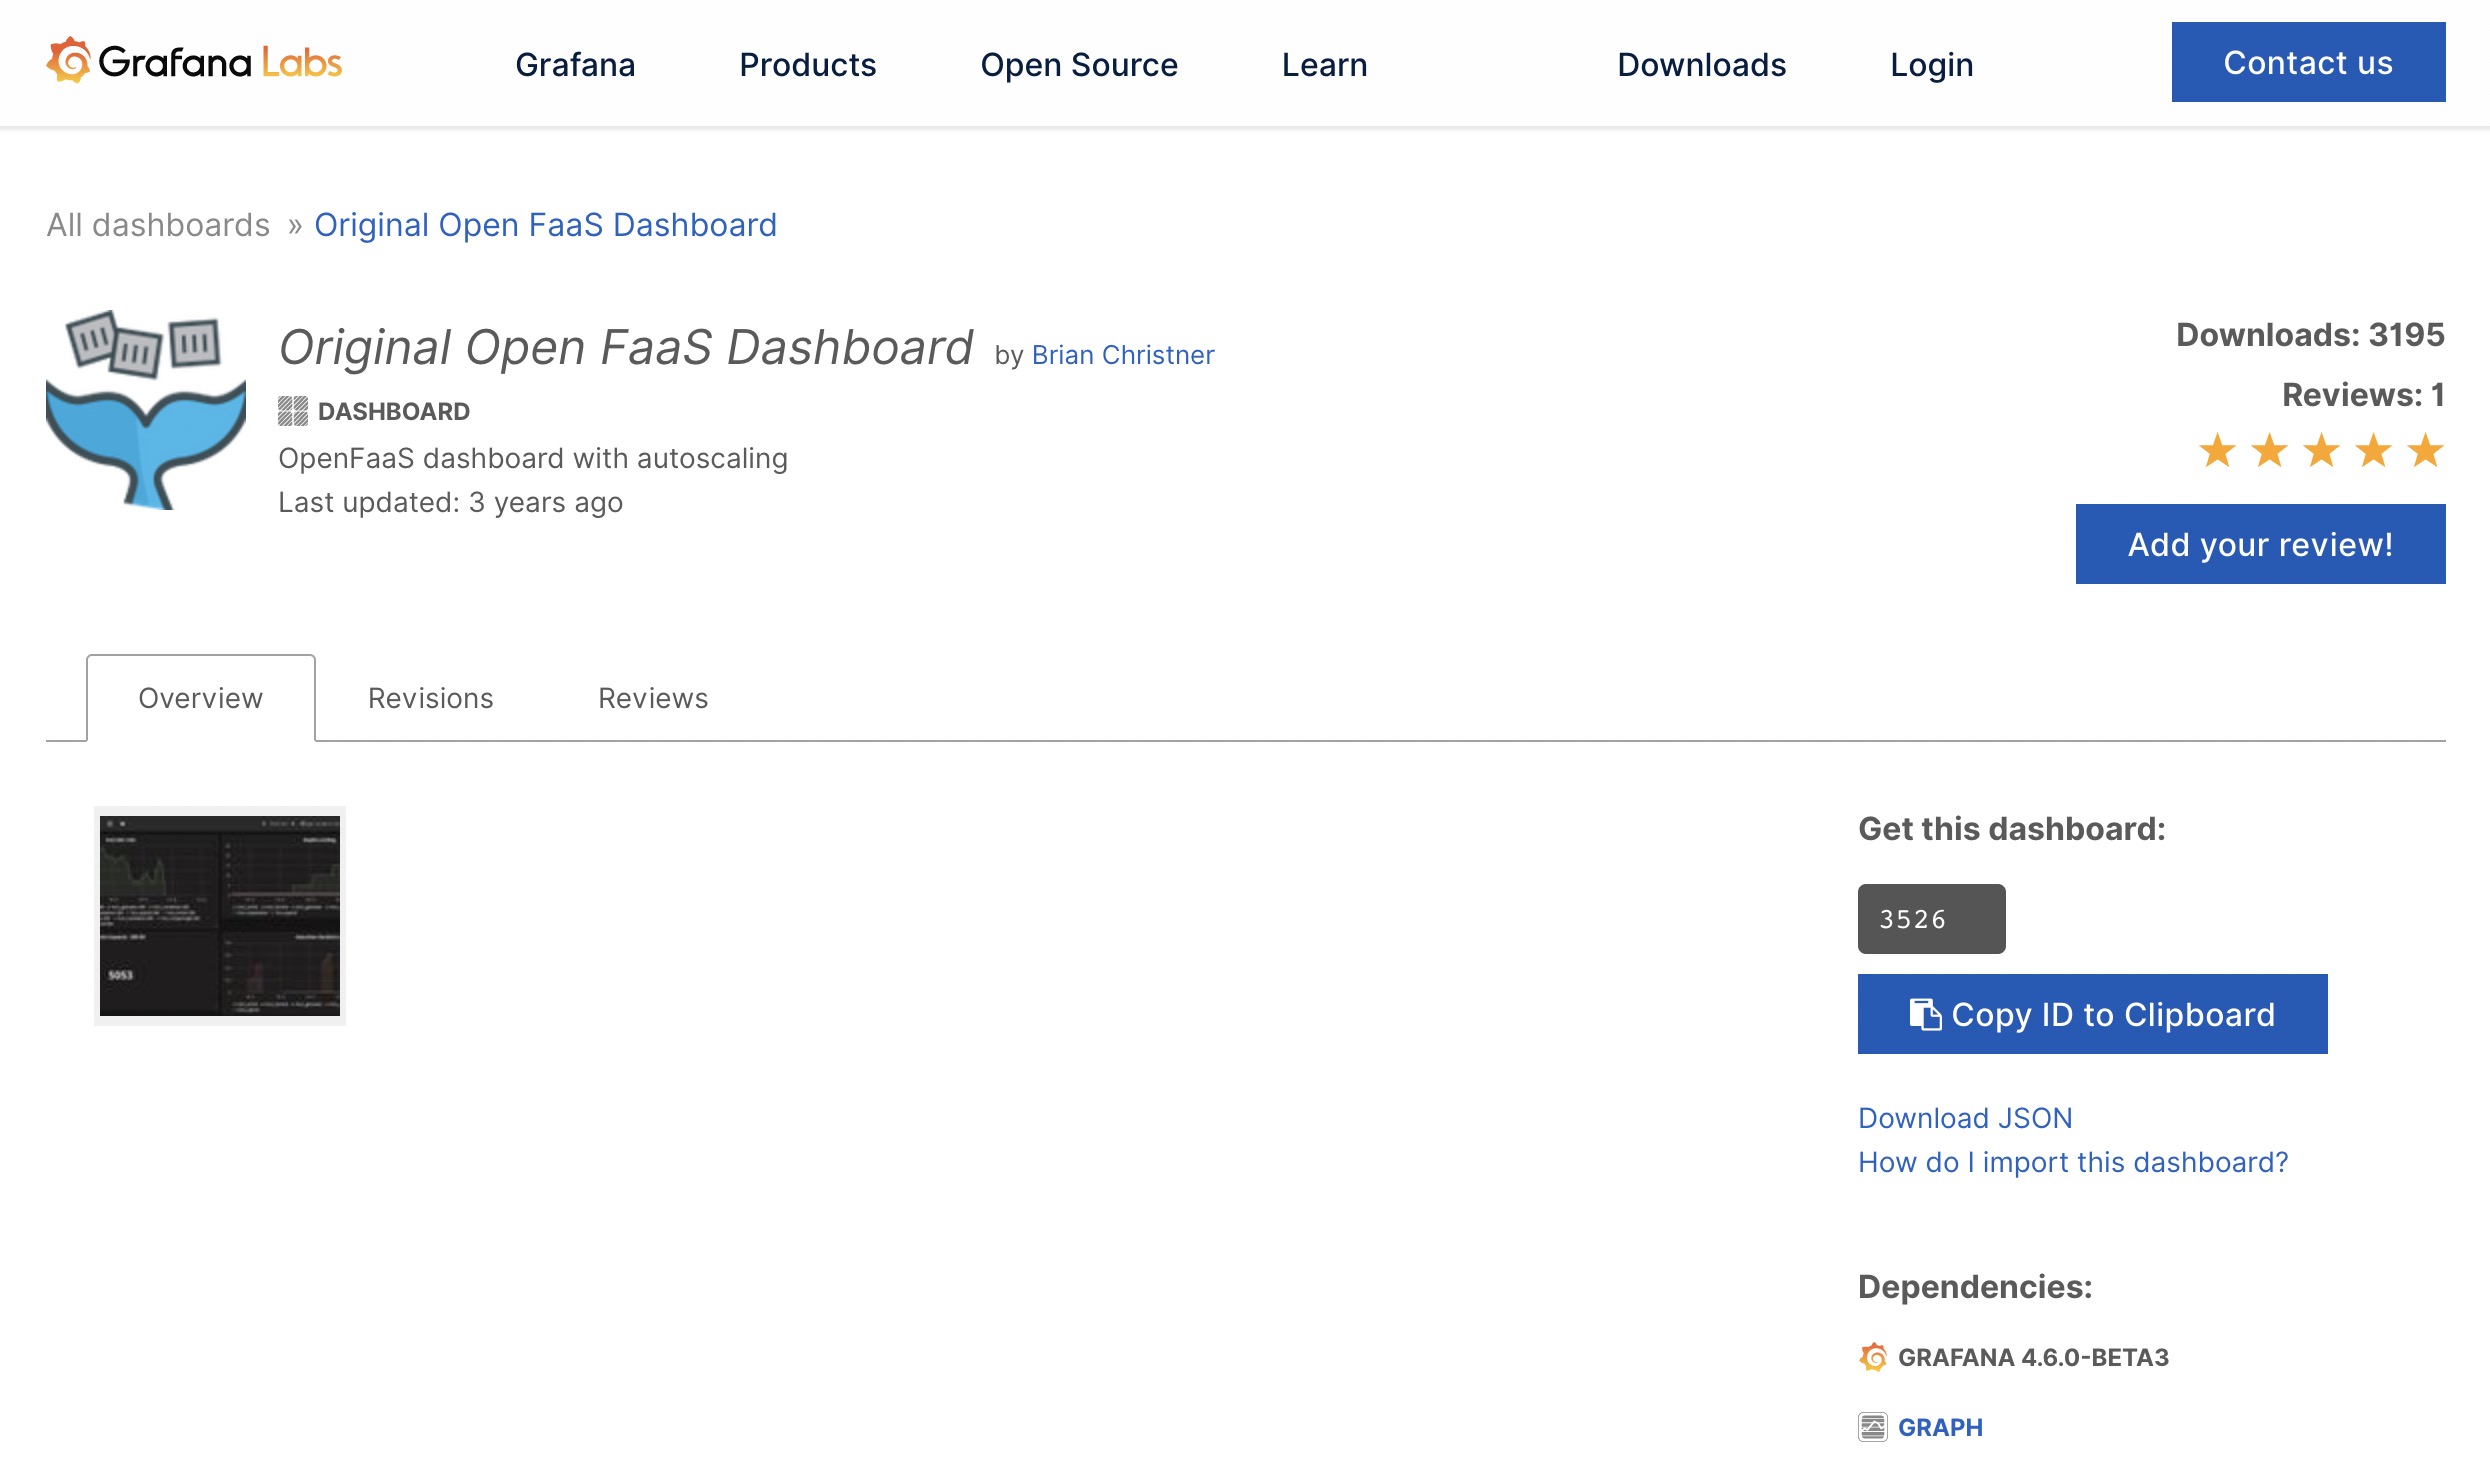 Grafana Labs
Grafana
Products
Open Source
Learn
Downloads
Login
Contact us
All dashboards » Original Open FaaS Dashboard
Original Open FaaS Dashboard by Brian Christner
DASHBOARD
OpenFaaS dashboard with autoscaling
Last updated: 3 years ago
Downloads: 3195
Reviews: 1
Add your review!
Overview
Revisions
Reviews
5053
Get this dashboard:
3526
Copy ID to Clipboard
Download JSON
How do I import this dashboard?
Dependencies:
GRAFANA 4.6.0-BETA3
GRAPH